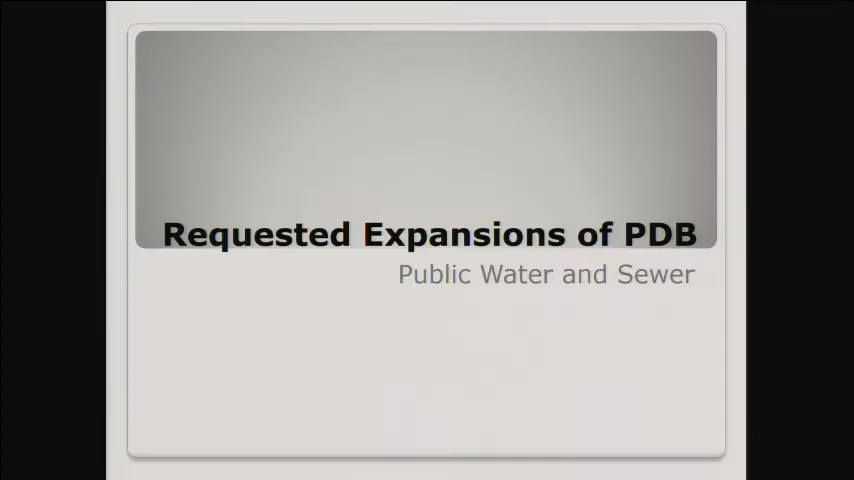 Requested Expansions of PDB
Public Water and Sewer